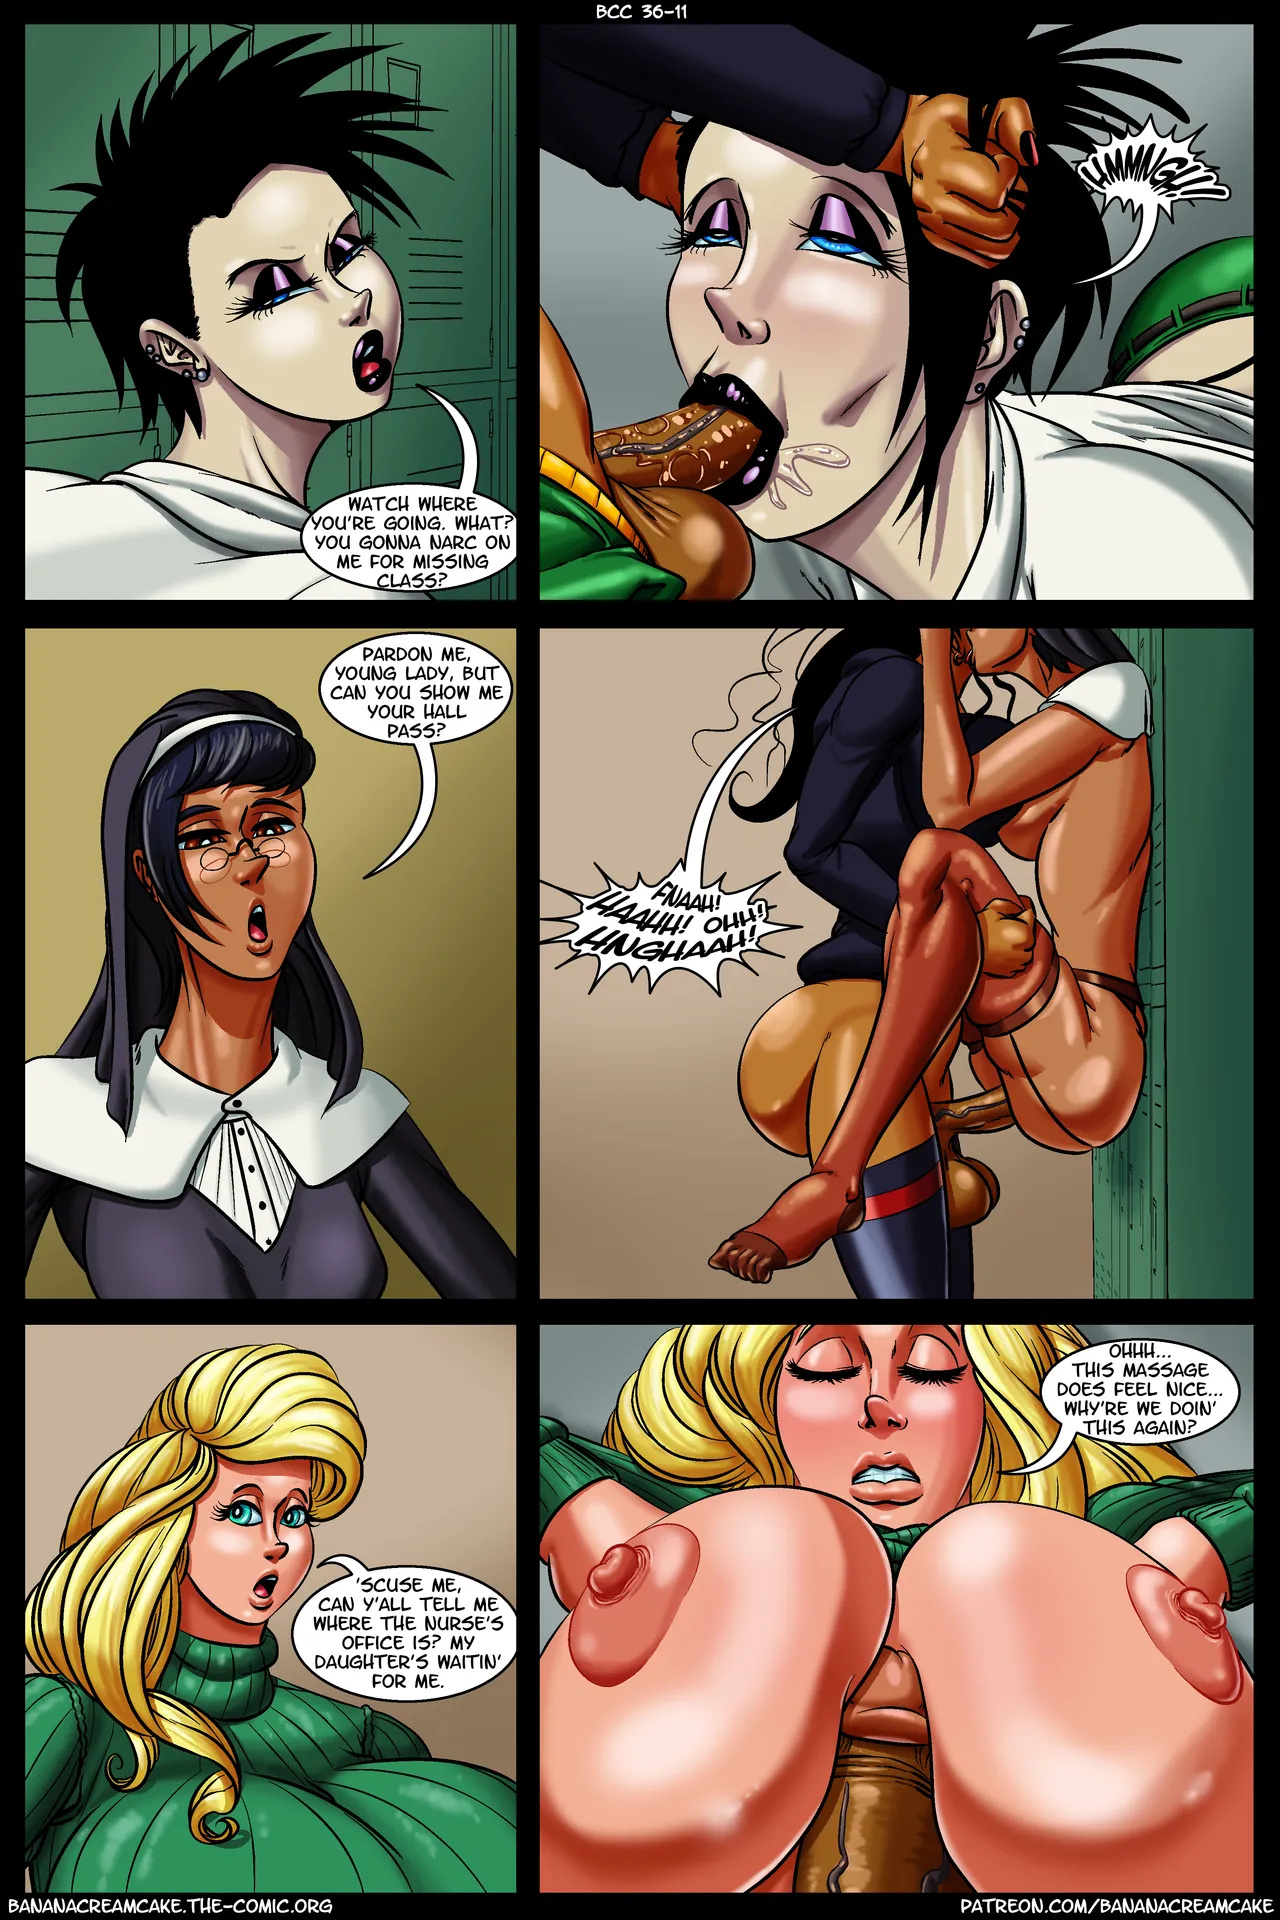 BCC 36-11
WATCH WHERE
YOU'RE GOING. WHAT?
YOU GONNA NARC ON
ME FOR MISSING
CLASS?
HMMNG!!!
PARDON ME,
YOUNG LADY, BUT
CAN YOU SHOW ME
YOUR HALL
PASS?
FNAAH!
HAAHH! OHH!
HNGHAAH!
'SCUSE ME,
CAN Y'ALL TELL ME
WHERE THE NURSE'S
OFFICE IS? MY
DAUGHTER'S WAITIN'
FOR ME.
OHHH...
THIS MASSAGE
DOES FEEL NICE...
WHY'RE WE DOIN'
THIS AGAIN?
BANANACREAMCAKE.THE-COMIC.ORG
PATREON.COM/BANANACREAMCAKE